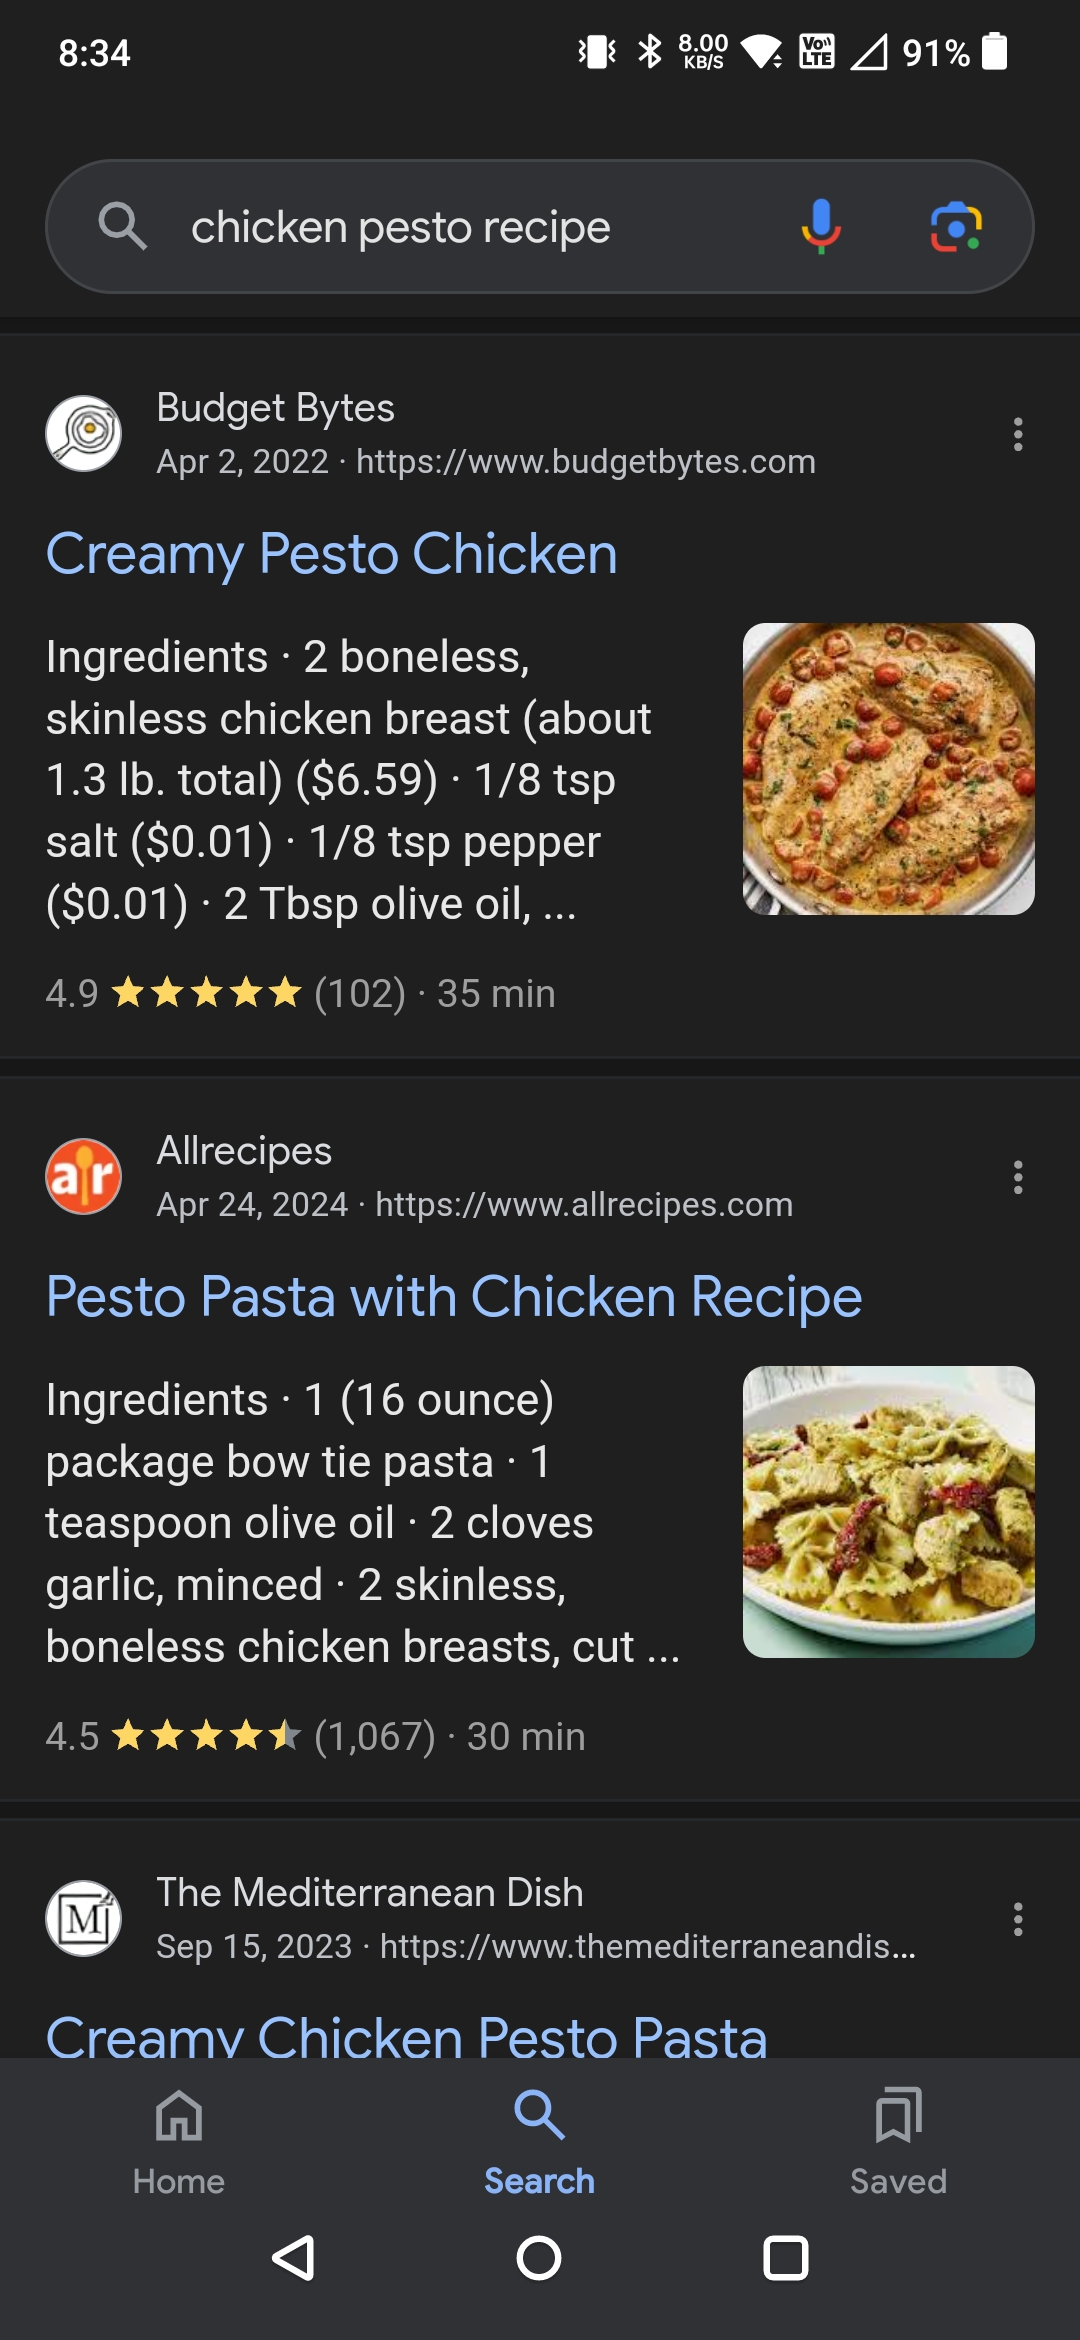 8:34
8.00
KB/S
Vo
LTE
91%
chicken pesto recipe
Budget Bytes
Apr 2, 2022 · https://www.budgetbytes.com
Creamy Pesto Chicken
Ingredients · 2 boneless,
skinless chicken breast (about
1.3 lb. total) ($6.59) · 1/8 tsp
salt ($0.01) · 1/8 tsp pepper
($0.01) · 2 Tbsp olive oil, ...
4.9 ★★★★★ (102) · 35 min
a r
Allrecipes
Apr 24, 2024 · https://www.allrecipes.com
Pesto Pasta with Chicken Recipe
Ingredients · 1 (16 ounce)
package bow tie pasta · 1
teaspoon olive oil · 2 cloves
garlic, minced · 2 skinless,
boneless chicken breasts, cut ...
4.5 (1,067) · 30 min
M
The Mediterranean Dish
Sep 15, 2023 · https://www.themediterraneandis...
Creamy Chicken Pesto Pasta
Home
Search
Saved